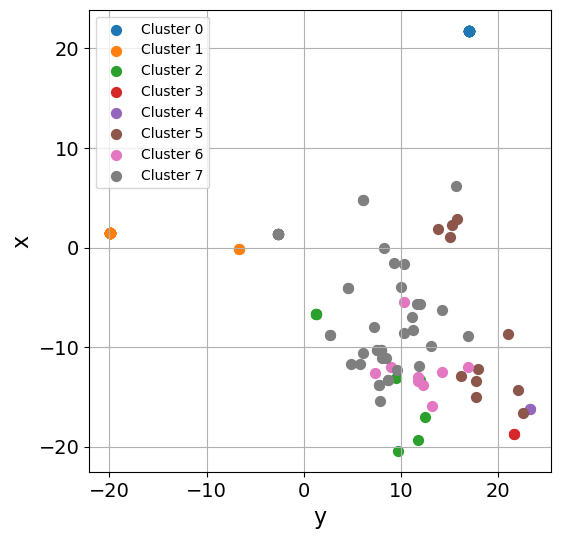 20
10
0
−10
−20
x
Cluster 0
Cluster 1
Cluster 2
Cluster 3
Cluster 4
Cluster 5
Cluster 6
Cluster 7
−20 −10 0 10 20
y